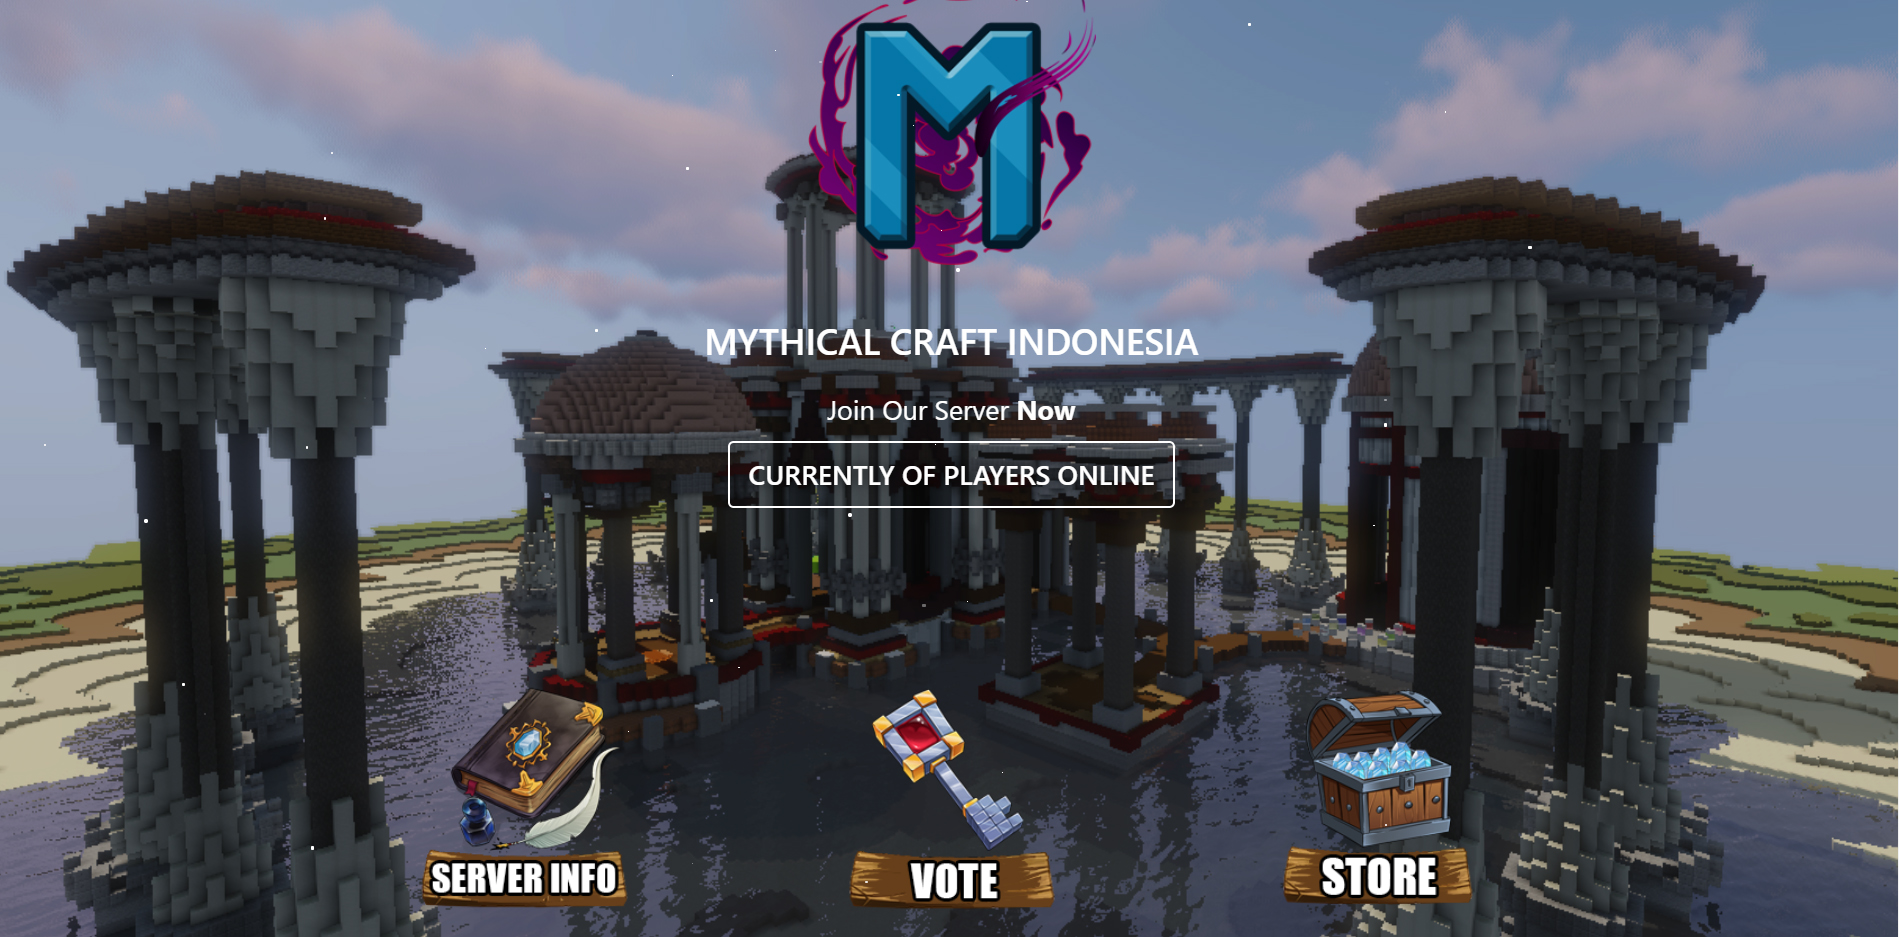 M
MYTHICAL CRAFT INDONESIA
Join Our Server Now
CURRENTLY OF PLAYERS ONLINE
SERVER INFO
VOTE
STORE